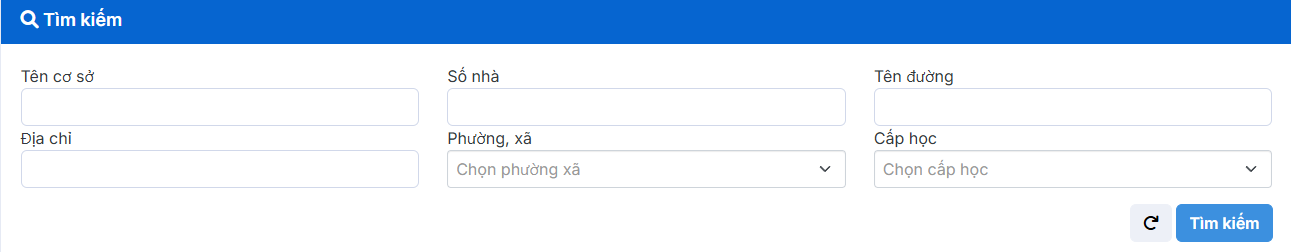 Tìm kiếm
Tên cơ sở Số nhà Tên đường
Địa chỉ Phường, xã Cấp học
Chọn phường xã Chọn cấp học
Tìm kiếm